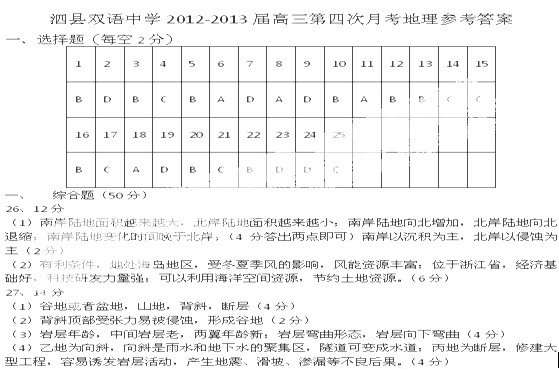 泗县双语中学 2012-2013 届高三第四次月考地理参考答案
一、选择题（每空 2 分）
1 2 3 4 5 6 7 8 9 10 11 12 13 14 15
B D B C B A D A D B A B B C C
16 17 18 19 20 21 22 23 24 25
B C A D B C B D D C
一、 综合题（50 分）
26、12 分
（1）南岸陆地面积越来越大，北岸陆地面积越来越小；南岸陆地向北增加，北岸陆地向北
退缩；南岸陆地变化时间晚于北岸；（4 分答出两点即可）南岸以沉积为主，北岸以侵蚀为
主（2 分）
（2）有利条件：地处海岛地区，受冬夏季风的影响，风能资源丰富；位于浙江省，经济基
础好，科技研发力量强；可以利用海洋空间资源，节约土地资源。（6 分）
27、14 分
（1）谷地或者盆地，山地，背斜，断层（4 分）
（2）背斜顶部受张力易被侵蚀，形成谷地（2 分）
（3）岩层年龄，中间岩层老，两翼年龄新；岩层弯曲形态，岩层向下弯曲（4 分）
（4）乙地为向斜，向斜是雨水和地下水的聚集区，隧道可变成水道；丙地为断层，修建大
型工程，容易诱发岩层活动，产生地震、滑坡、渗漏等不良后果。（4 分）